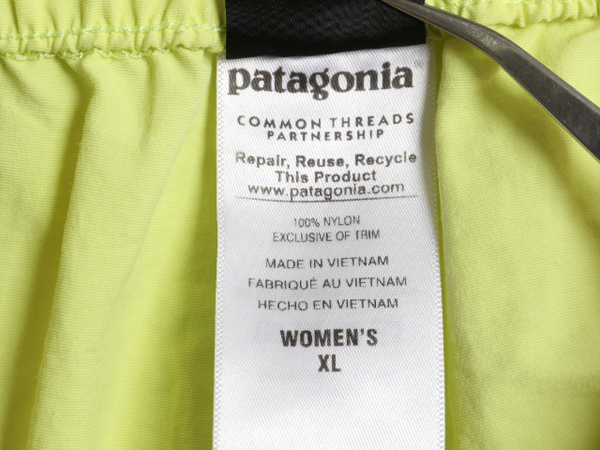 patagonia™
COMMON THREADS
PARTNERSHIP
Repair, Reuse, Recycle
This Product
www.patagonia.com
100% NYLON
EXCLUSIVE OF TRIM
MADE IN VIETNAM
FABRIQUÉ AU VIETNAM
HECHO EN VIETNAM
WOMEN'S
XL